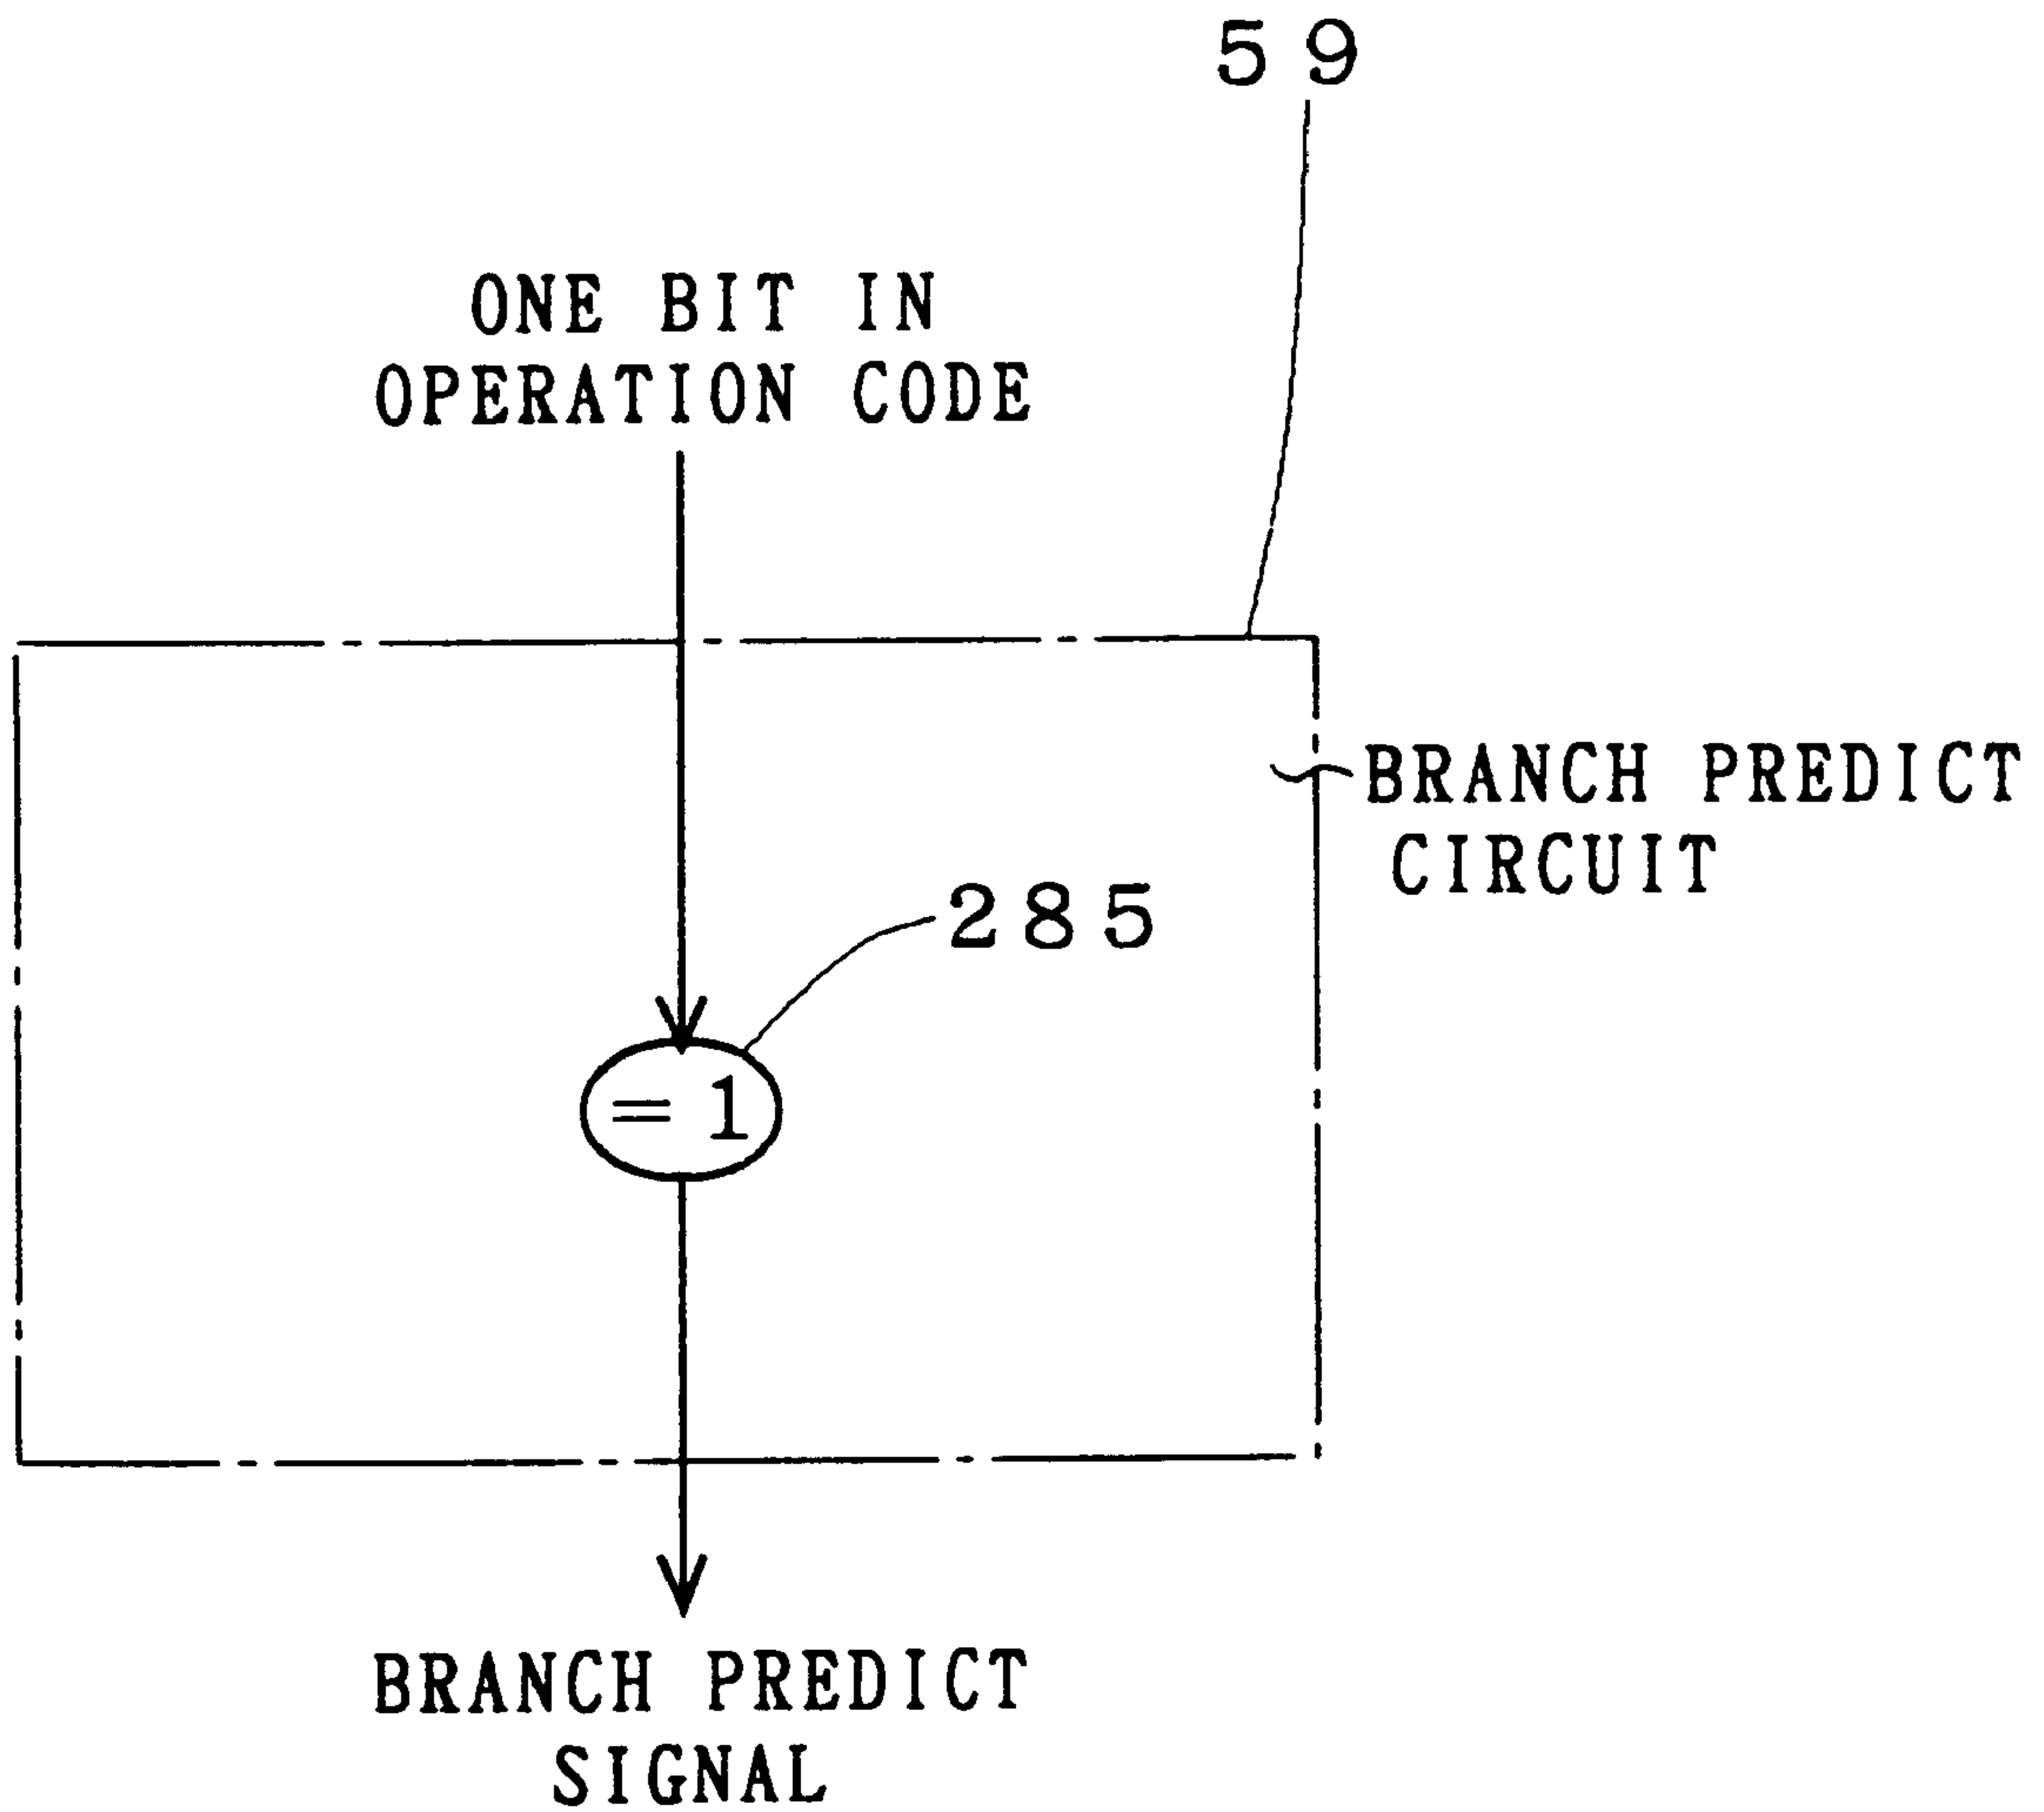 59
ONE BIT IN
OPERATION CODE
BRANCH PREDICT
CIRCUIT
285
=1
BRANCH PREDICT
SIGNAL